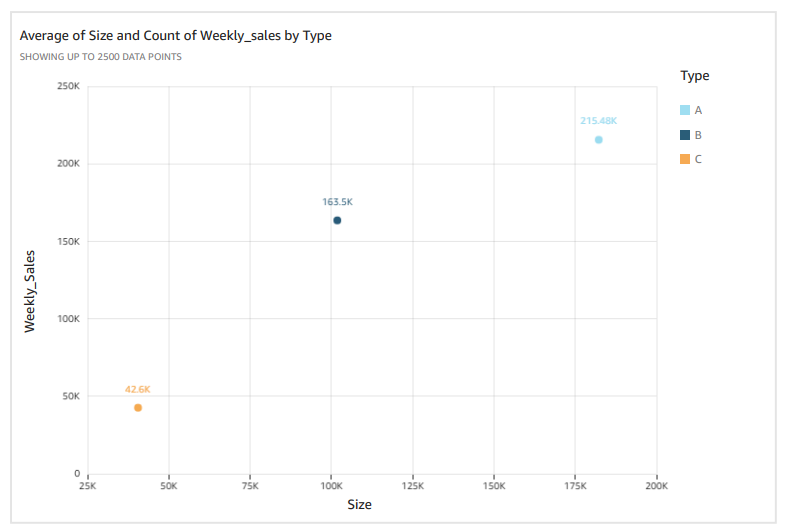 Average of Size and Count of Weekly_sales by Type
SHOWING UP TO 2500 DATA POINTS
Type
A
B
C
250K
200K
150K
100K
50K
0
Weekly_Sales
215.48K
163.5K
42.6K
25K 50K 75K 100K 125K 150K 175K 200K
Size